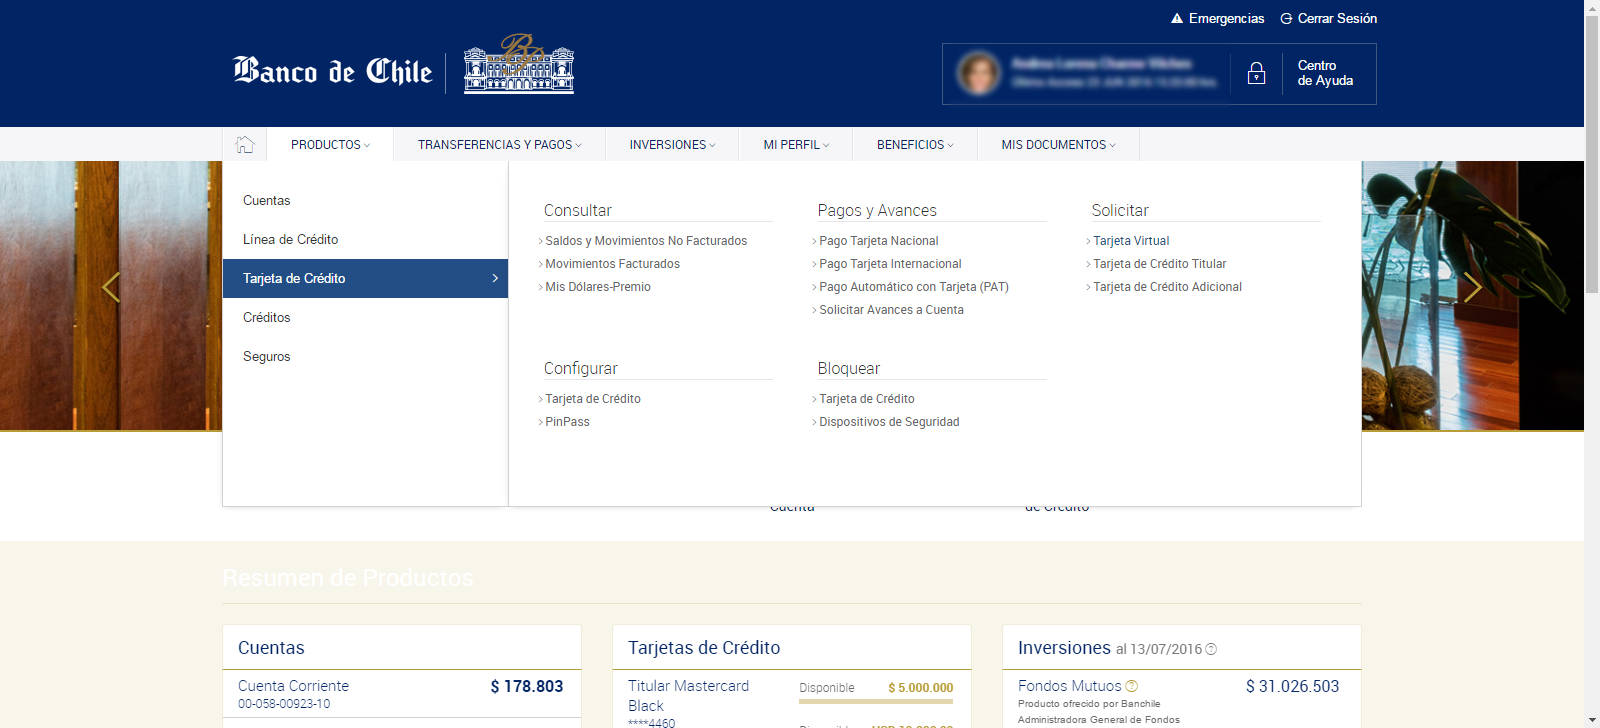 Emergencias Cerrar Sesión
Banco de Chile
Centro
de Ayuda
PRODUCTOS TRANSFERENCIAS Y PAGOS INVERSIONES MI PERFIL BENEFICIOS MIS DOCUMENTOS
Cuentas
Línea de Crédito
Tarjeta de Crédito
Créditos
Seguros
Consultar
Saldos y Movimientos No Facturados
Movimientos Facturados
Mis Dólares-Premio
Pagos y Avances
Pago Tarjeta Nacional
Pago Tarjeta Internacional
Pago Automático con Tarjeta (PAT)
Solicitar Avances a Cuenta
Solicitar
Tarjeta Virtual
Tarjeta de Crédito Titular
Tarjeta de Crédito Adicional
Configurar
Tarjeta de Crédito
PinPass
Bloquear
Tarjeta de Crédito
Dispositivos de Seguridad
Cuenta
de Crédito
Resumen de Productos
Cuentas
Cuenta Corriente $ 178.803
00-058-00923-10
Tarjetas de Crédito
Titular Mastercard
Black
****4460
Disponible $ 5.000.000
Inversiones al 13/07/2016
Fondos Mutuos $ 31.026.503
Producto ofrecido por Banchile
Administradora General de Fondos